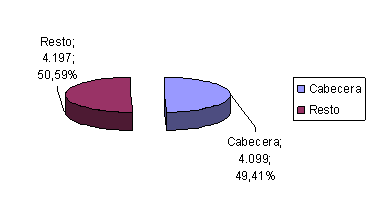 Resto;
4.197;
50,59%
Cabecera;
4.099;
49,41%
Cabecera
Resto